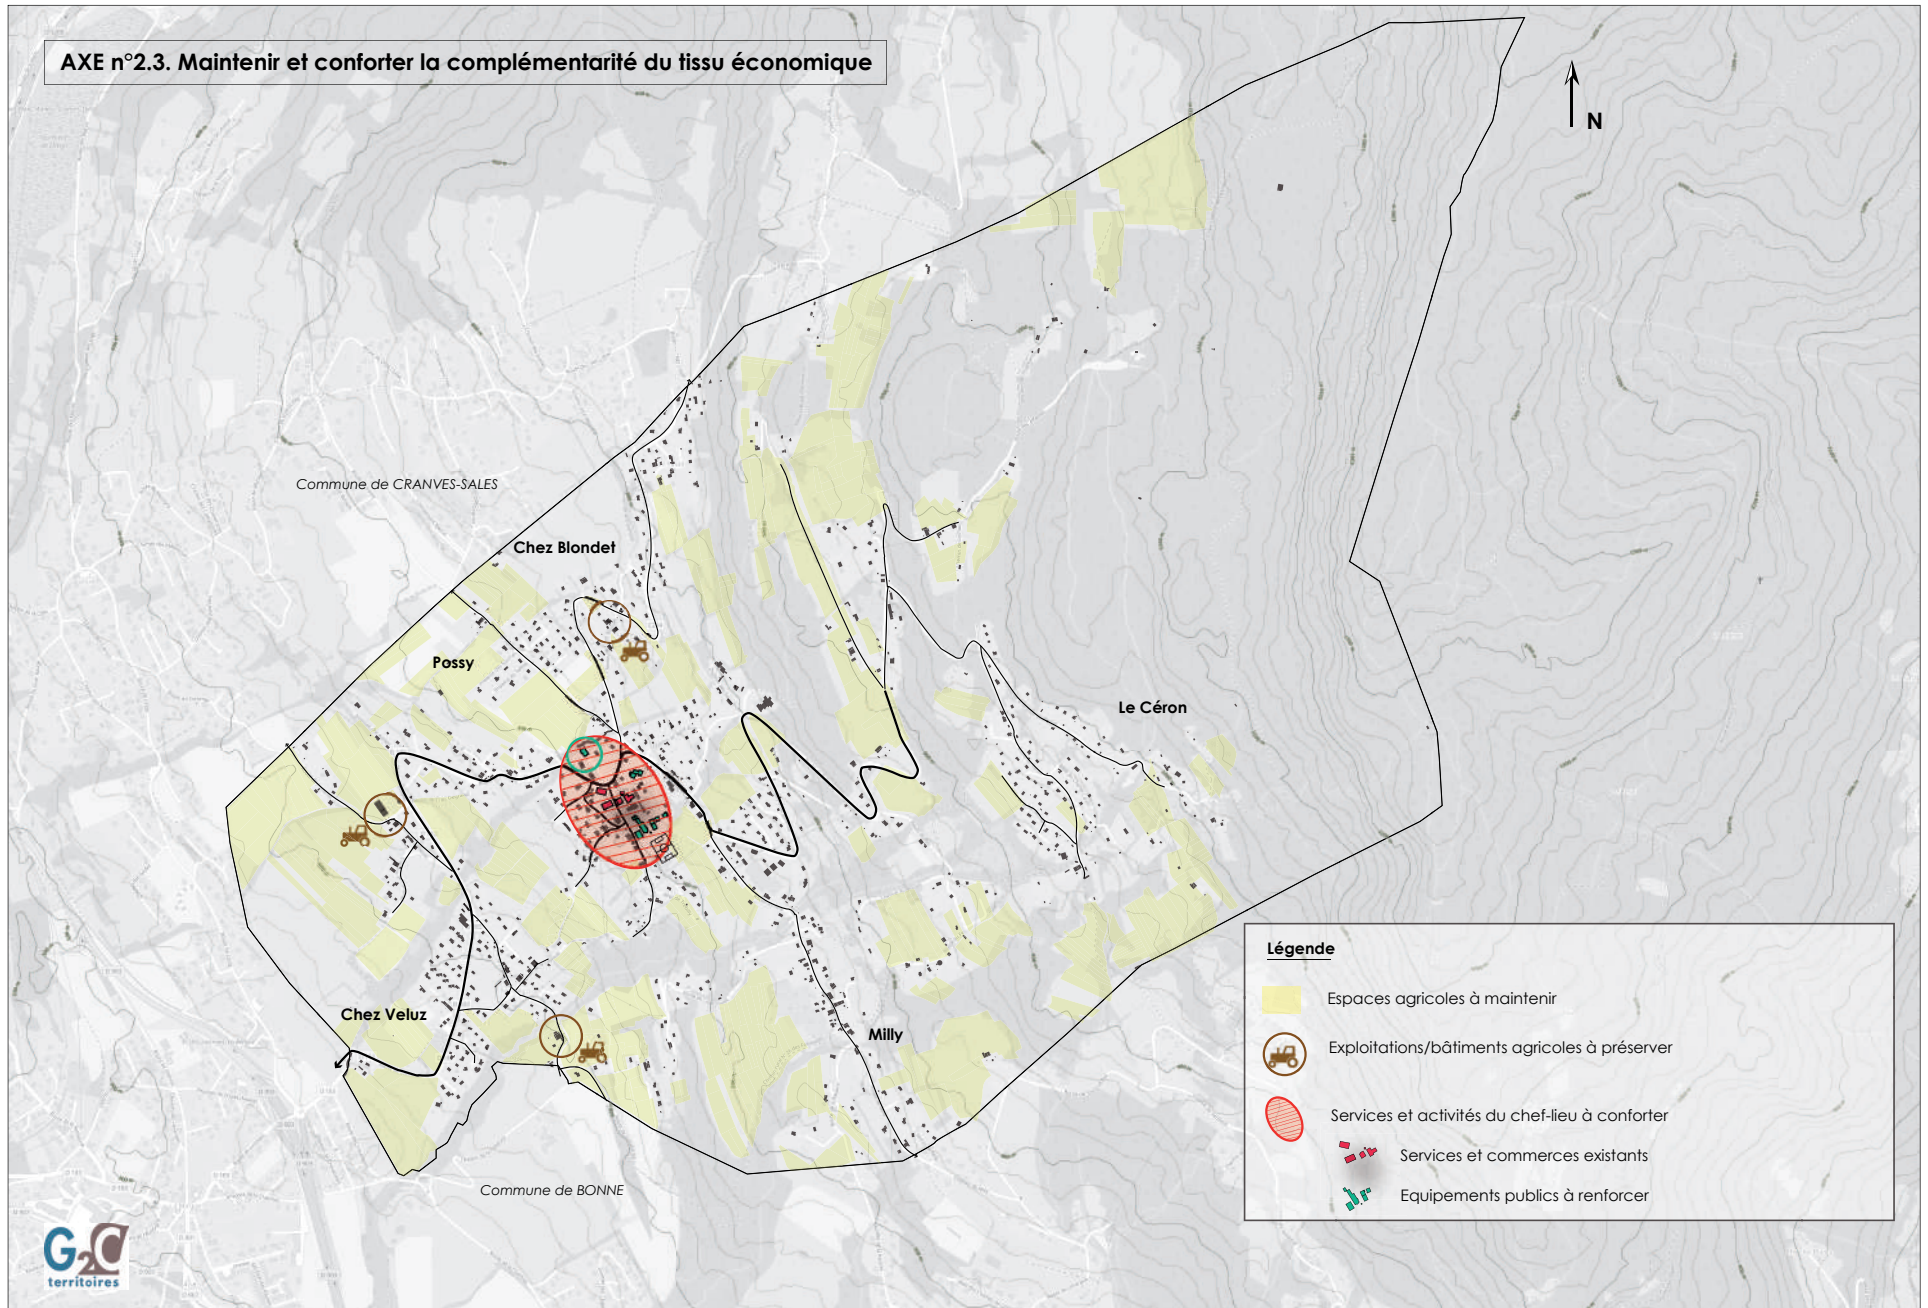 AXE n°2.3. Maintenir et conforter la complémentarité du tissu économique
N
Commune de CRANVES-SALES
Chez Blondet
Possy
Le Céron
Chez Veluz
Milly
Commune de BONNE
Légende
Espaces agricoles à maintenir
Exploitations/bâtiments agricoles à préserver
Services et activités du chef-lieu à conforter
Services et commerces existants
Equipements publics à renforcer
G2C
territoires